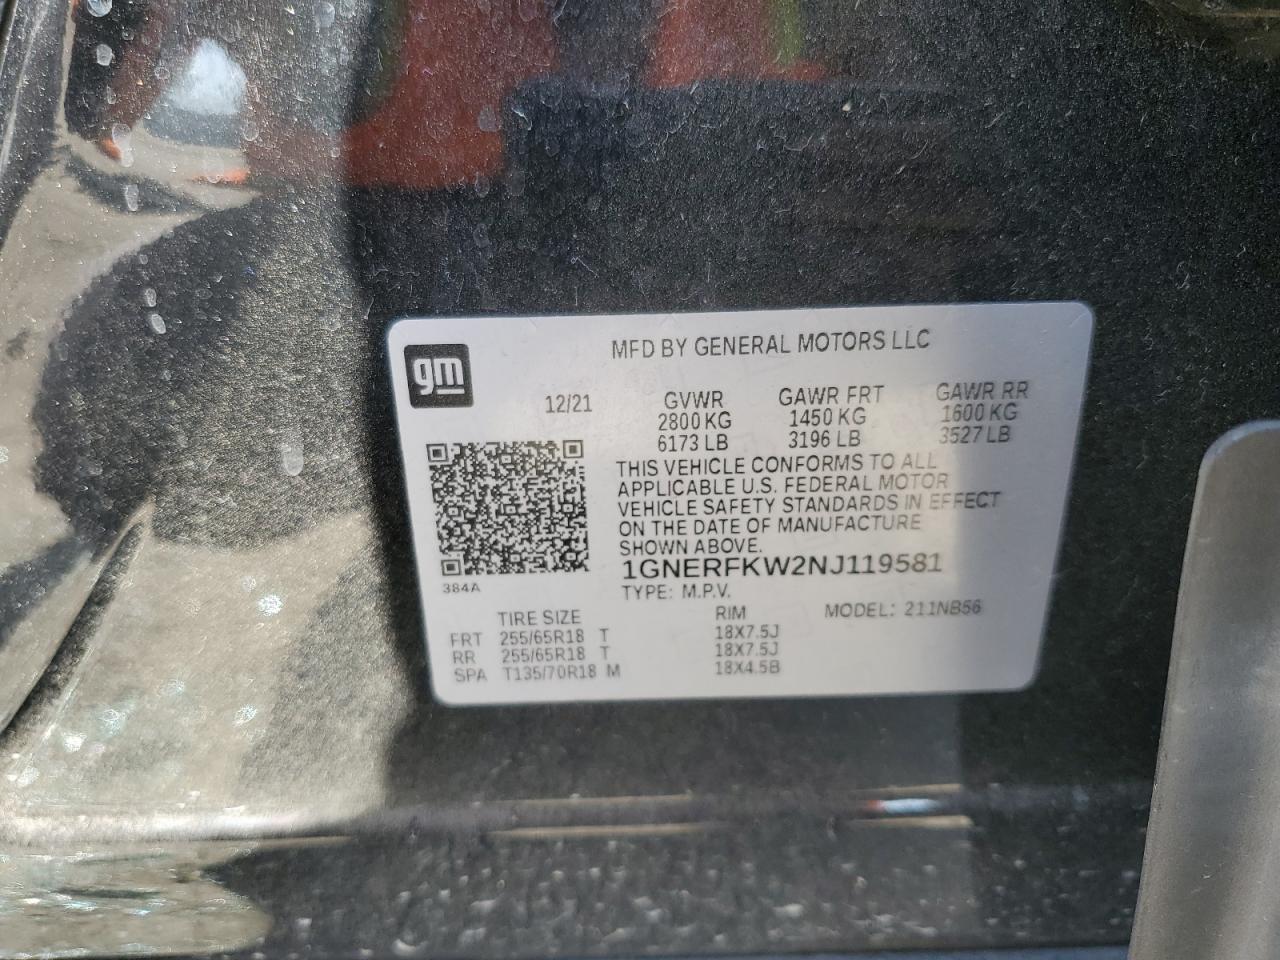 MFD BY GENERAL MOTORS LLC
gm
12/21 GVWR GAWR FRT GAWR RR
2800 KG 1450 KG 1600 KG
6173 LB 3196 LB 3527 LB
THIS VEHICLE CONFORMS TO ALL
APPLICABLE U.S. FEDERAL MOTOR
VEHICLE SAFETY STANDARDS IN EFFECT
ON THE DATE OF MANUFACTURE
SHOWN ABOVE.
1GNERFKW2NJ119581
384A
TYPE: M.P.V.
TIRE SIZE RIM MODEL: 211NB56
FRT 255/65R18 T 18X7.5J
RR 255/65R18 T 18X7.5J
SPA T135/70R18 M 18X4.5B